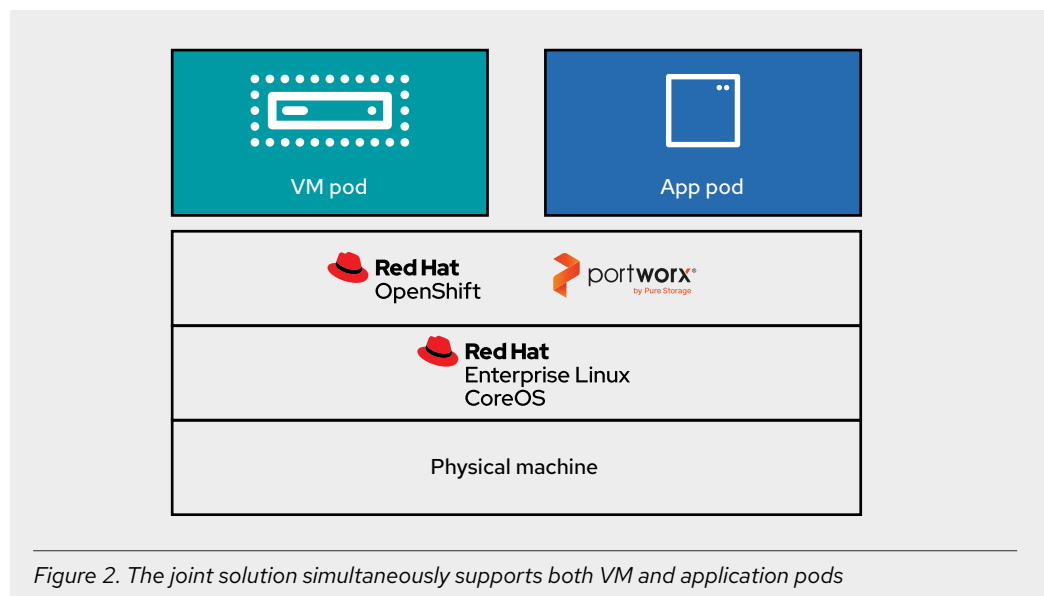 VM pod
App pod
Red Hat
OpenShift
portworx®
by Pure Storage
Red Hat
Enterprise Linux
CoreOS
Physical machine
Figure 2. The joint solution simultaneously supports both VM and application pods